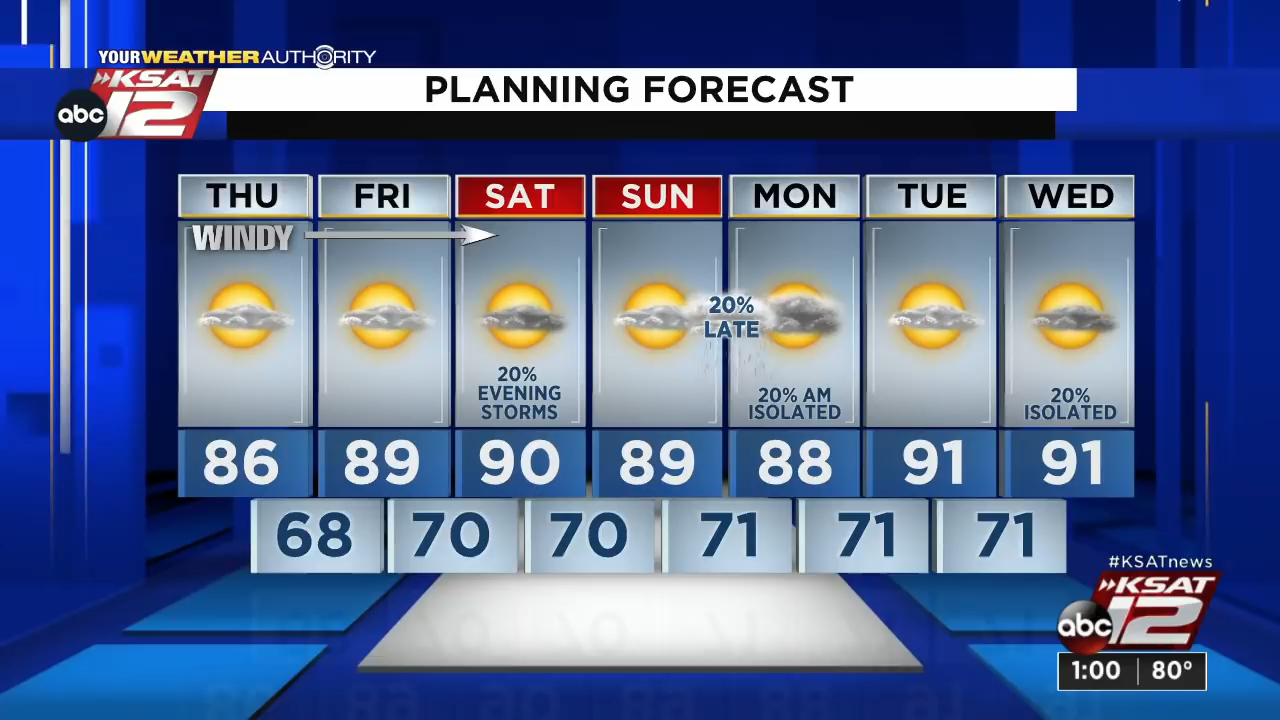 YOURWEATHERAUTHORITY
KSAT
abc 12
PLANNING FORECAST
THU FRI SAT SUN MON TUE WED
WINDY
20%
LATE
20%
EVENING
STORMS
20% AM
ISOLATED
20%
ISOLATED
86 89 90 89 88 91 91
68 70 70 71 71 71
#KSATnews
KSAT
abc 12
1:00 80°